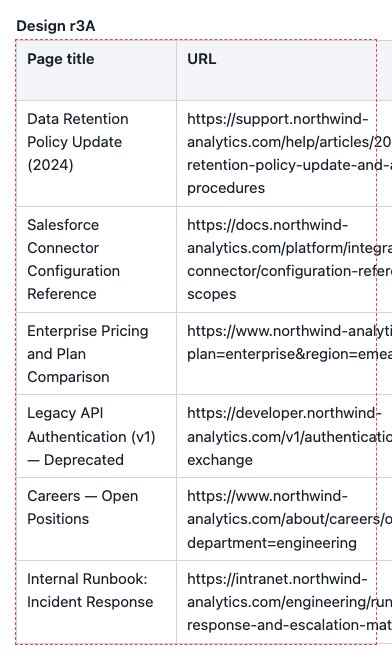 Design r3A
Page title
URL
Data Retention
Policy Update
(2024)
https://support.northwind-
analytics.com/help/articles/20
retention-policy-update-and-
procedures
Salesforce
Connector
Configuration
Reference
https://docs.northwind-
analytics.com/platform/integra
connector/configuration-refer
scopes
Enterprise Pricing
and Plan
Comparison
https://www.northwind-analyti
plan=enterprise&region=emea
Legacy API
Authentication (v1)
— Deprecated
https://developer.northwind-
analytics.com/v1/authenticatio
exchange
Careers — Open
Positions
https://www.northwind-
analytics.com/about/careers/o
department=engineering
Internal Runbook:
Incident Response
https://intranet.northwind-
analytics.com/engineering/run
response-and-escalation-mat